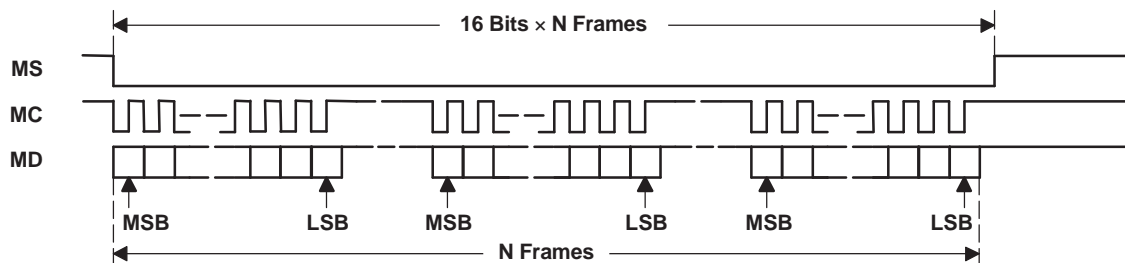 16 Bits × N Frames
MS
MC
MD
MSB LSB MSB LSB MSB LSB
N Frames